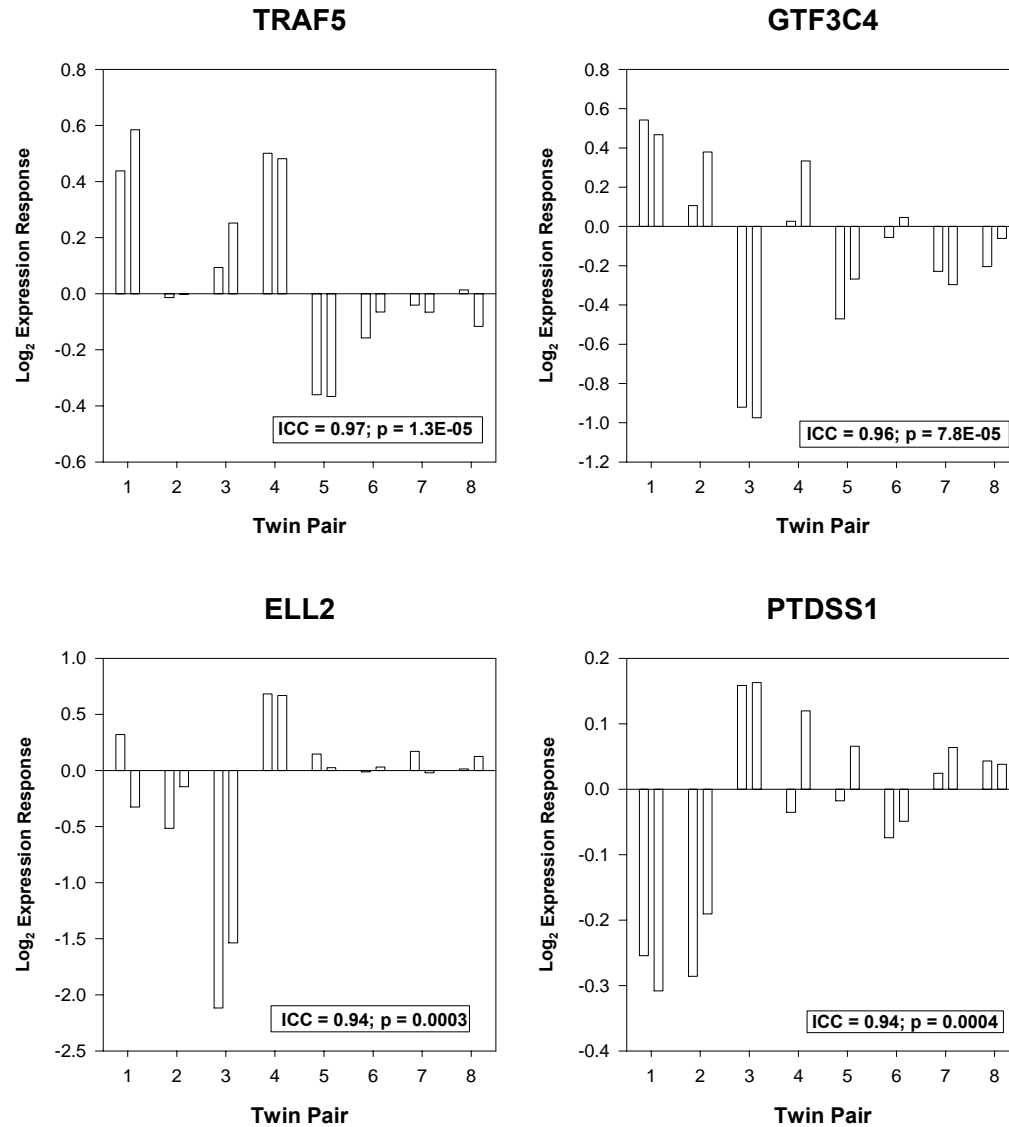 TRAF5
Log2 Expression Response
0.8
0.6
0.4
0.2
0.0
-0.2
-0.4
-0.6
ICC = 0.97; p = 1.3E-05
1 2 3 4 5 6 7 8
Twin Pair
GTF3C4
Log2 Expression Response
0.8
0.6
0.4
0.2
0.0
-0.2
-0.4
-0.6
-0.8
-1.0
-1.2
ICC = 0.96; p = 7.8E-05
1 2 3 4 5 6 7 8
Twin Pair
ELL2
Log2 Expression Response
1.0
0.5
0.0
-0.5
-1.0
-1.5
-2.0
-2.5
ICC = 0.94; p = 0.0003
1 2 3 4 5 6 7 8
Twin Pair
PTDSS1
Log2 Expression Response
0.2
0.1
0.0
-0.1
-0.2
-0.3
-0.4
ICC = 0.94; p = 0.0004
1 2 3 4 5 6 7 8
Twin Pair